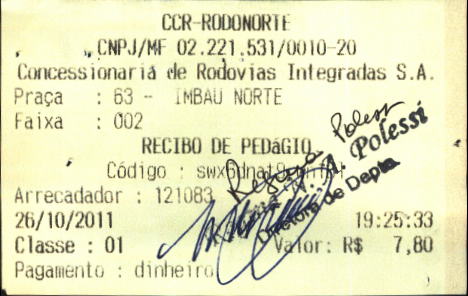 CCR-RODONORTE
CNPJ/MF 02.221.531/0010-20
Concessionaria de Rodovias Integradas S.A.
Praça : 63 - IMBAU NORTE
Faixa : 002
RECIBO DE PEDÁGIO
Código :
Arrecadador : 121083
26/10/2011 19:25:33
Classe : 01 Valor: R$ 7,80
Pagamento : dinheiro
Polessi
A. Polessi
Diretora de Depto